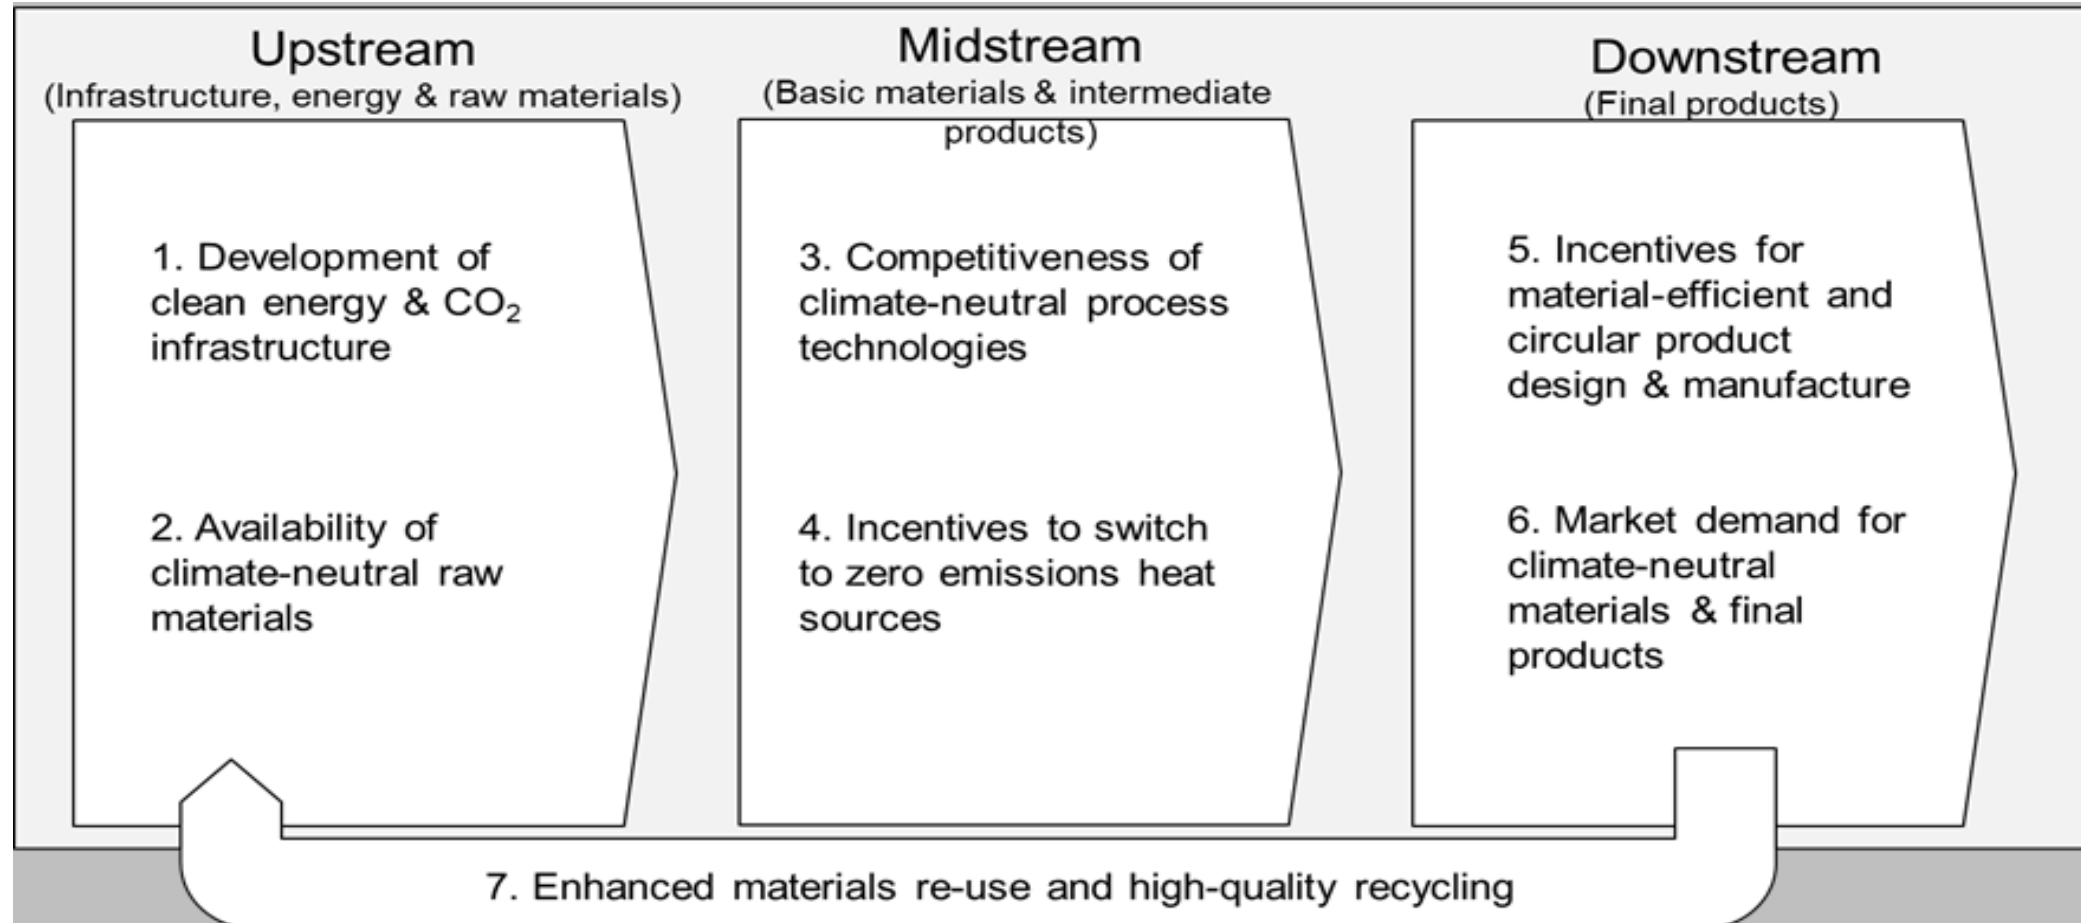 Upstream
(Infrastructure, energy & raw materials)
1. Development of
clean energy & CO₂
infrastructure
2. Availability of
climate-neutral raw
materials
Midstream
(Basic materials & intermediate
products)
3. Competitiveness of
climate-neutral process
technologies
4. Incentives to switch
to zero emissions heat
sources
Downstream
(Final products)
5. Incentives for
material-efficient and
circular product
design & manufacture
6. Market demand for
climate-neutral
materials & final
products
7. Enhanced materials re-use and high-quality recycling